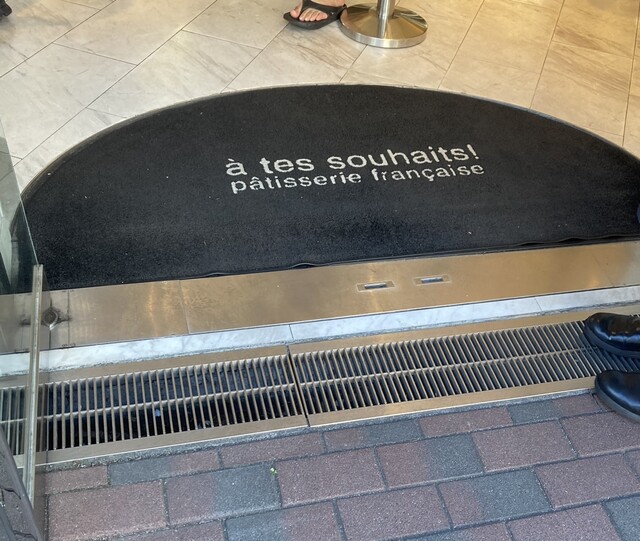 à tes souhaits!
pâtisserie française